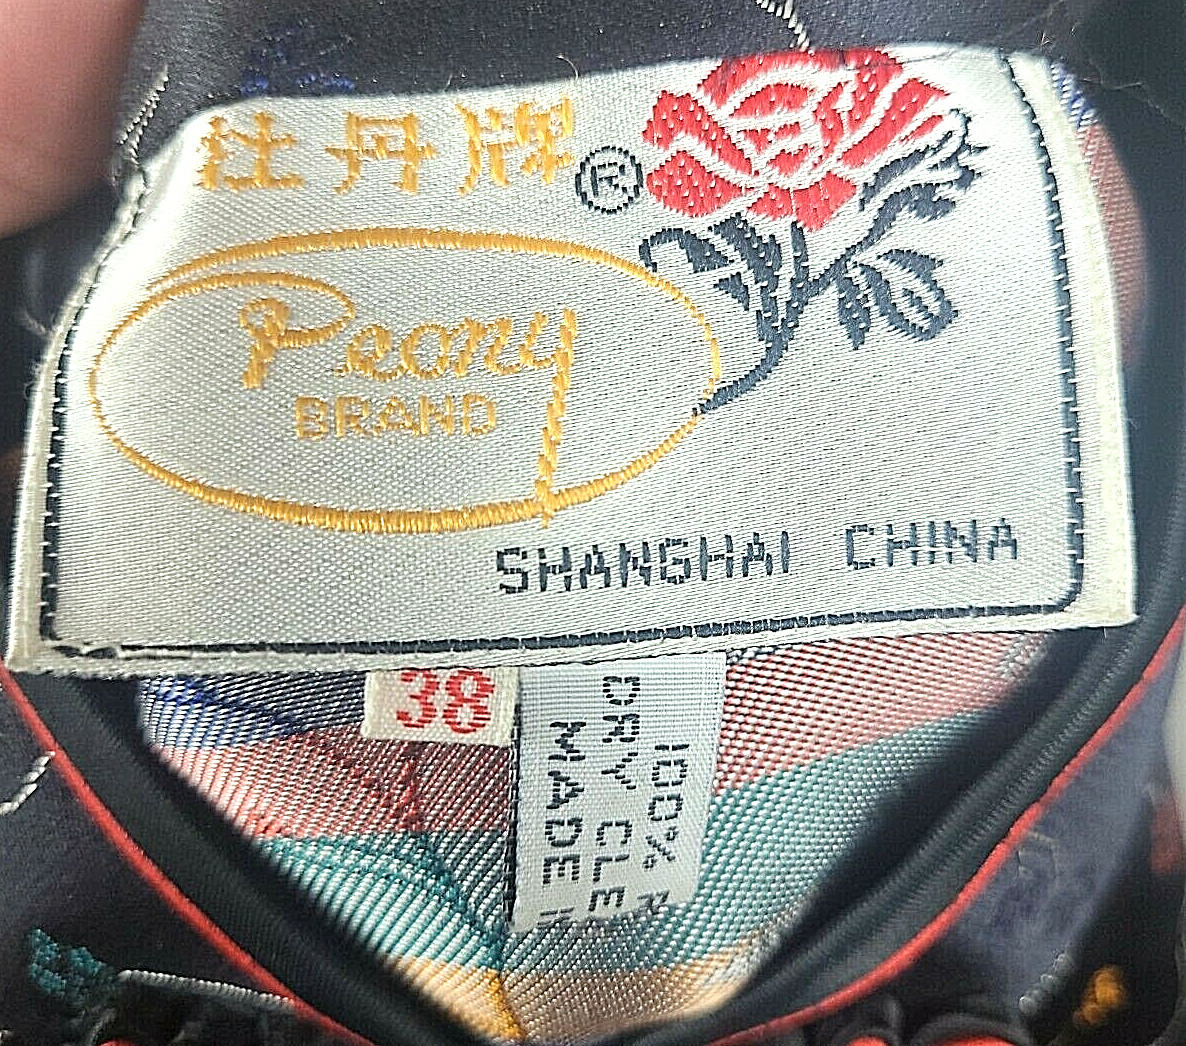 牡丹牌®
Peony
BRAND
SHANGHAI CHINA
38
100%
DRY CLE
MADE